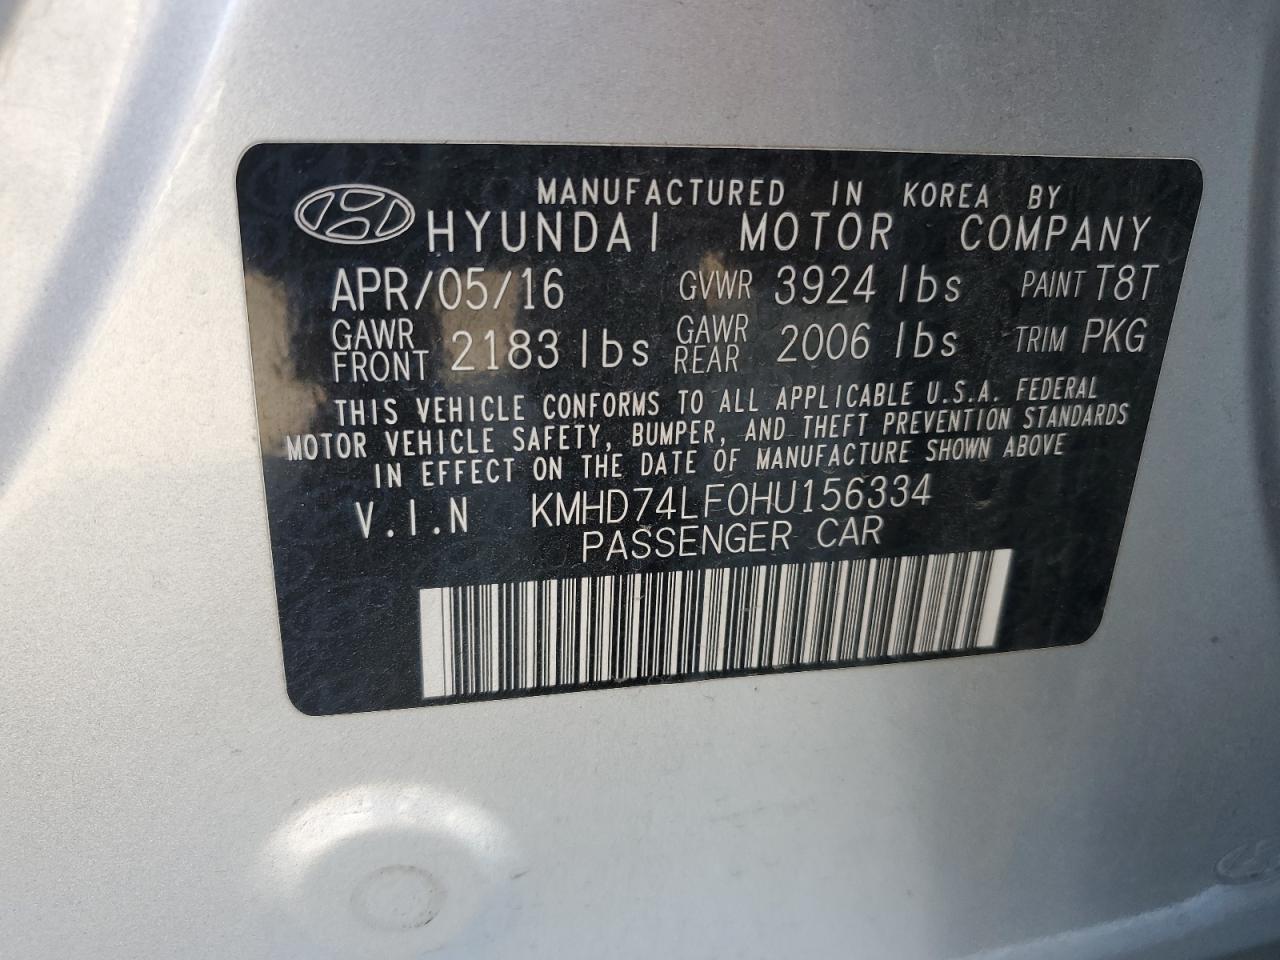 MANUFACTURED IN KOREA BY
HYUNDAI MOTOR COMPANY
APR/05/16 GVWR 3924 lbs PAINT T8T
GAWR FRONT 2183 lbs GAWR REAR 2006 lbs TRIM PKG
THIS VEHICLE CONFORMS TO ALL APPLICABLE U.S.A. FEDERAL
MOTOR VEHICLE SAFETY, BUMPER, AND THEFT PREVENTION STANDARDS
IN EFFECT ON THE DATE OF MANUFACTURE SHOWN ABOVE
V.I.N KMHD74LF0HU156334
PASSENGER CAR